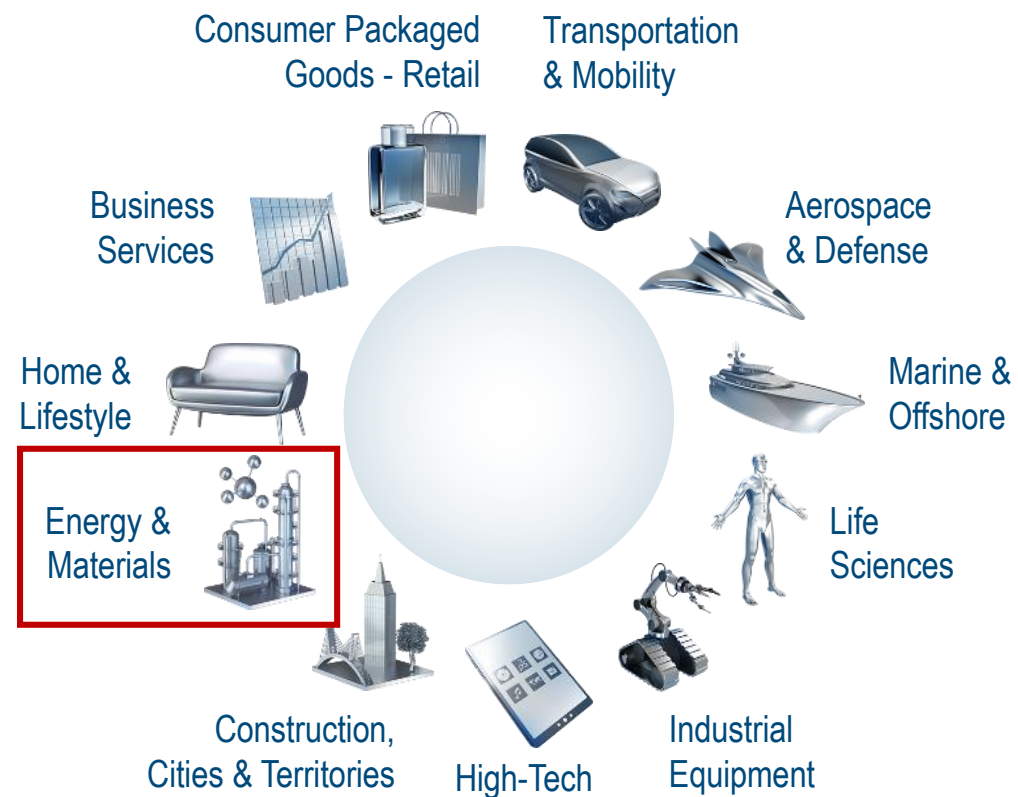 Consumer Packaged
Goods - Retail
Transportation
& Mobility
Business
Services
Aerospace
& Defense
Home &
Lifestyle
Marine &
Offshore
Energy &
Materials
Life
Sciences
Construction,
Cities & Territories
High-Tech
Industrial
Equipment